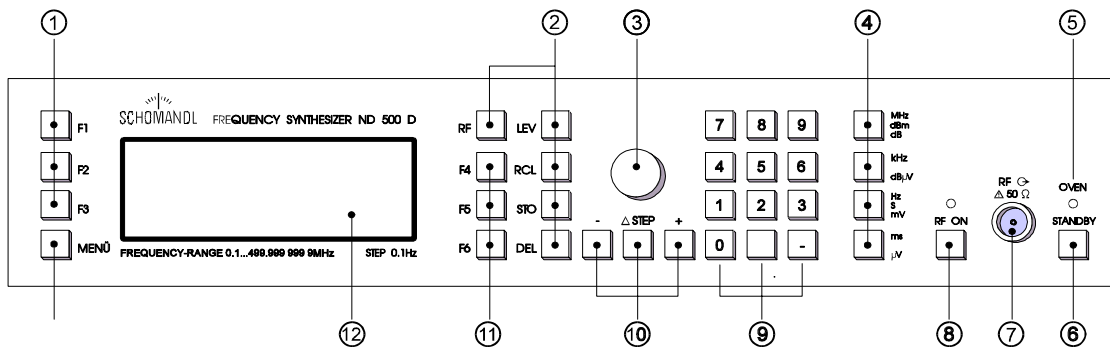 1 2 3 4 5
SCHOMANDL FREQUENCY SYNTHESIZER ND 500 D
F1
F2
F3
MENÜ
FREQUENCY-RANGE 0.1...499.999 999 9MHz STEP 0.1Hz
RF LEV
F4 RCL
F5 STO
F6 DEL
- △ STEP +
7 8 9
4 5 6
1 2 3
0 . -
MHz
dBm
dB
kHz
dBµV
Hz
S
mV
ms
µV
RF ON
RF
⚠ 50 Ω
OVEN
STANDBY
12 11 10 9 8 7 6